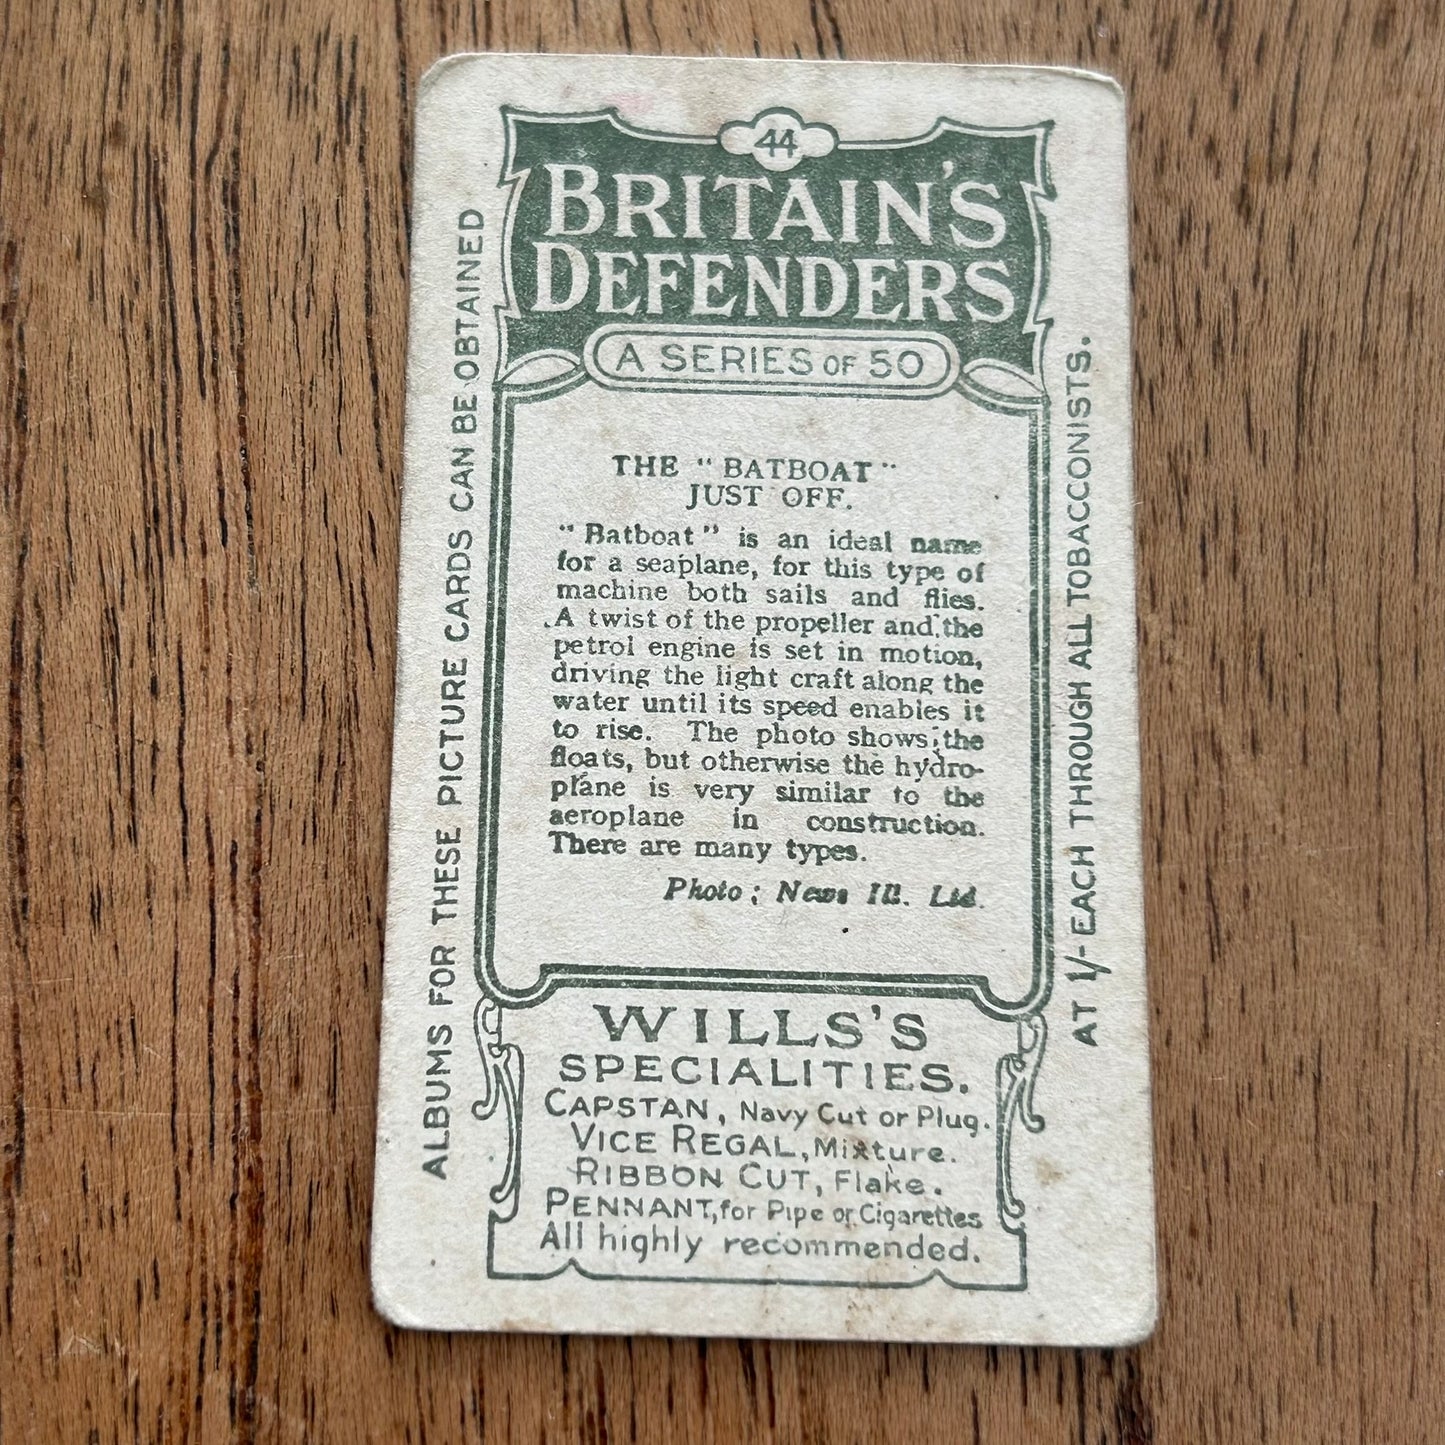 44
BRITAIN'S
DEFENDERS
A SERIES OF 50
THE "BATBOAT"
JUST OFF.
"Batboat" is an ideal name
for a seaplane, for this type of
machine both sails and flies.
A twist of the propeller and the
petrol engine is set in motion,
driving the light craft along the
water until its speed enables it
to rise. The photo shows the
floats, but otherwise the hydro-
plane is very similar to the
aeroplane in construction.
There are many types.
Photo: News Ill. Ltd.
WILLS'S
SPECIALITIES.
CAPSTAN, Navy Cut or Plug.
VICE REGAL, Mixture.
RIBBON CUT, Flake.
PENNANT, for Pipe or Cigarettes
All highly recommended.
ALBUMS FOR THESE PICTURE CARDS CAN BE OBTAINED
AT 1/- EACH THROUGH ALL TOBACCONISTS.